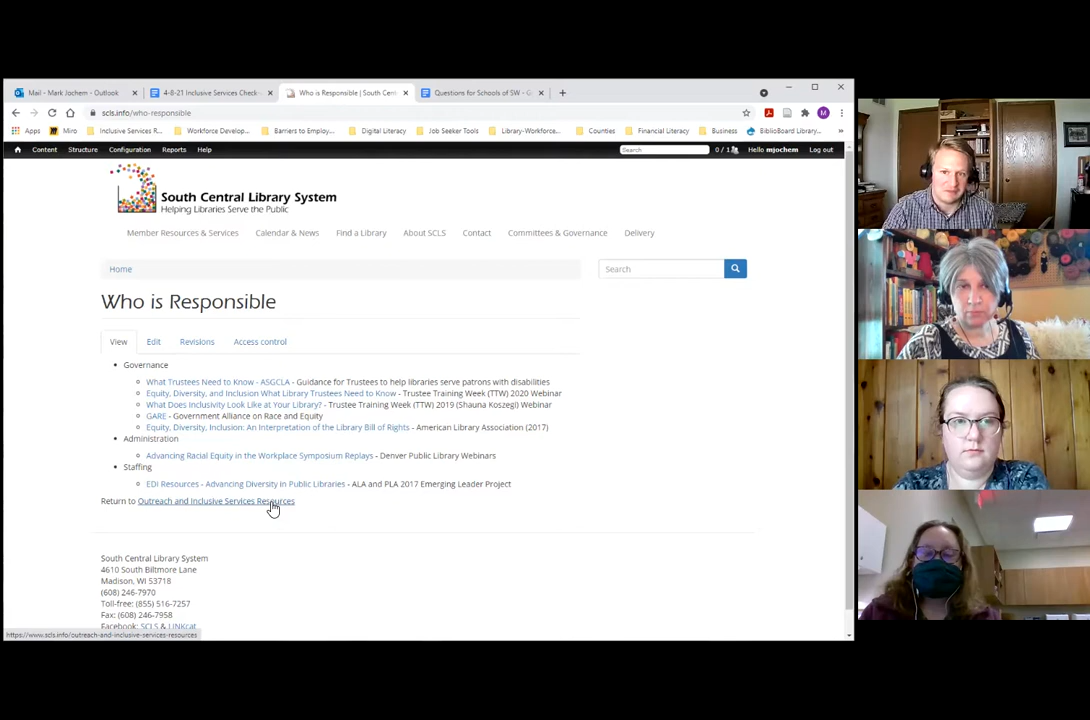 Mail - Mark Jochem - Outlook
4-8-21 Inclusive Services Check-
Who is Responsible | South Cen
Questions for Schools of SW - G
scls.info/who-responsible
Apps Miro Inclusive Services R... Workforce Develop... Barriers to Employ... Digital Literacy Job Seeker Tools Library-Workforce... Counties Financial Literacy Business BiblioBoard Library...
Content Structure Configuration Reports Help Search Hello mjochem Log out
South Central Library System
Helping Libraries Serve the Public
Member Resources & Services Calendar & News Find a Library About SCLS Contact Committees & Governance Delivery
Home Search
Who is Responsible
View Edit Revisions Access control
Governance
What Trustees Need to Know - ASGCLA - Guidance for Trustees to help libraries serve patrons with disabilities
Equity, Diversity, and Inclusion What Library Trustees Need to Know - Trustee Training Week (TTW) 2020 Webinar
What Does Inclusivity Look Like at Your Library? - Trustee Training Week (TTW) 2019 (Shauna Koszegi) Webinar
GARE - Government Alliance on Race and Equity
Equity, Diversity, Inclusion: An Interpretation of the Library Bill of Rights - American Library Association (2017)
Administration
Advancing Racial Equity in the Workplace Symposium Replays - Denver Public Library Webinars
Staffing
EDI Resources - Advancing Diversity in Public Libraries - ALA and PLA 2017 Emerging Leader Project
Return to Outreach and Inclusive Services Resources
South Central Library System
4610 South Biltmore Lane
Madison, WI 53718
(608) 246-7970
Toll-free: (855) 516-7257
Fax: (608) 246-7958
Facebook: SCLS & LINKcat
https://www.scls.info/outreach-and-inclusive-services-resources